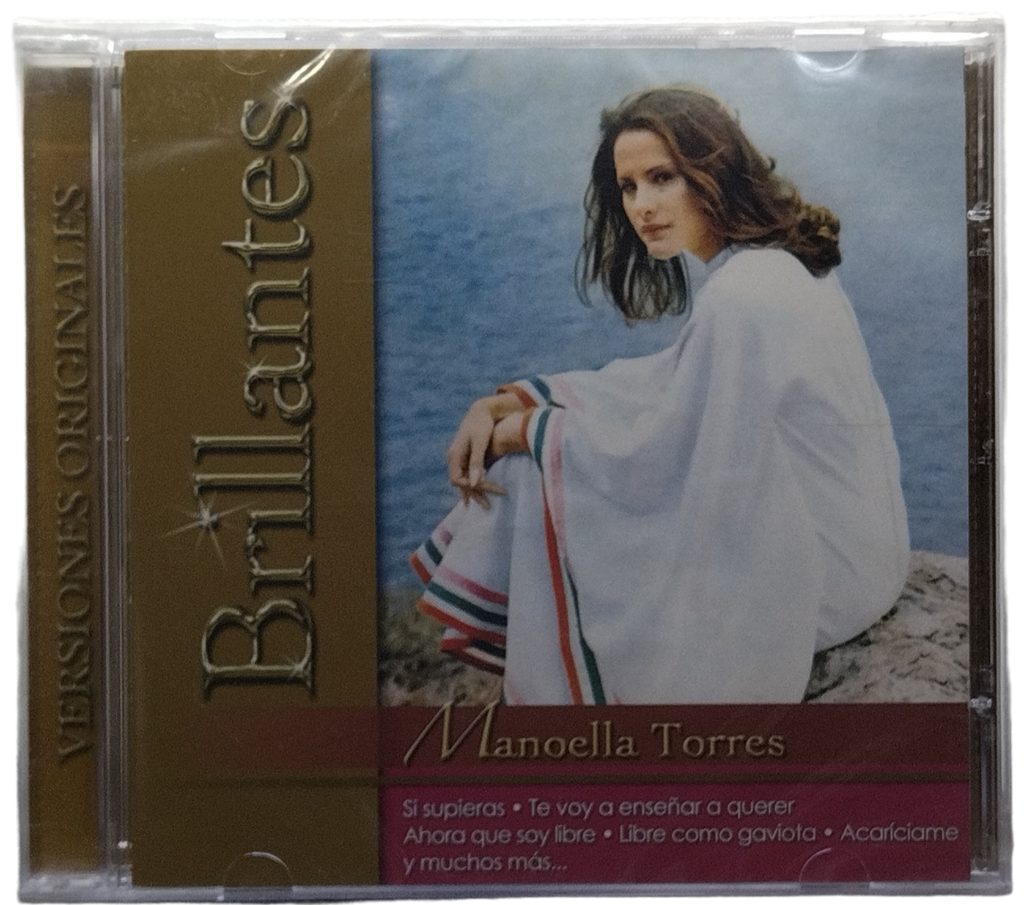 VERSIONES ORIGINALES
Brillantes
Manoella Torres
Si supieras • Te voy a enseñar a querer
Ahora que soy libre • Libre como gaviota • Acaríciame
y muchos más...